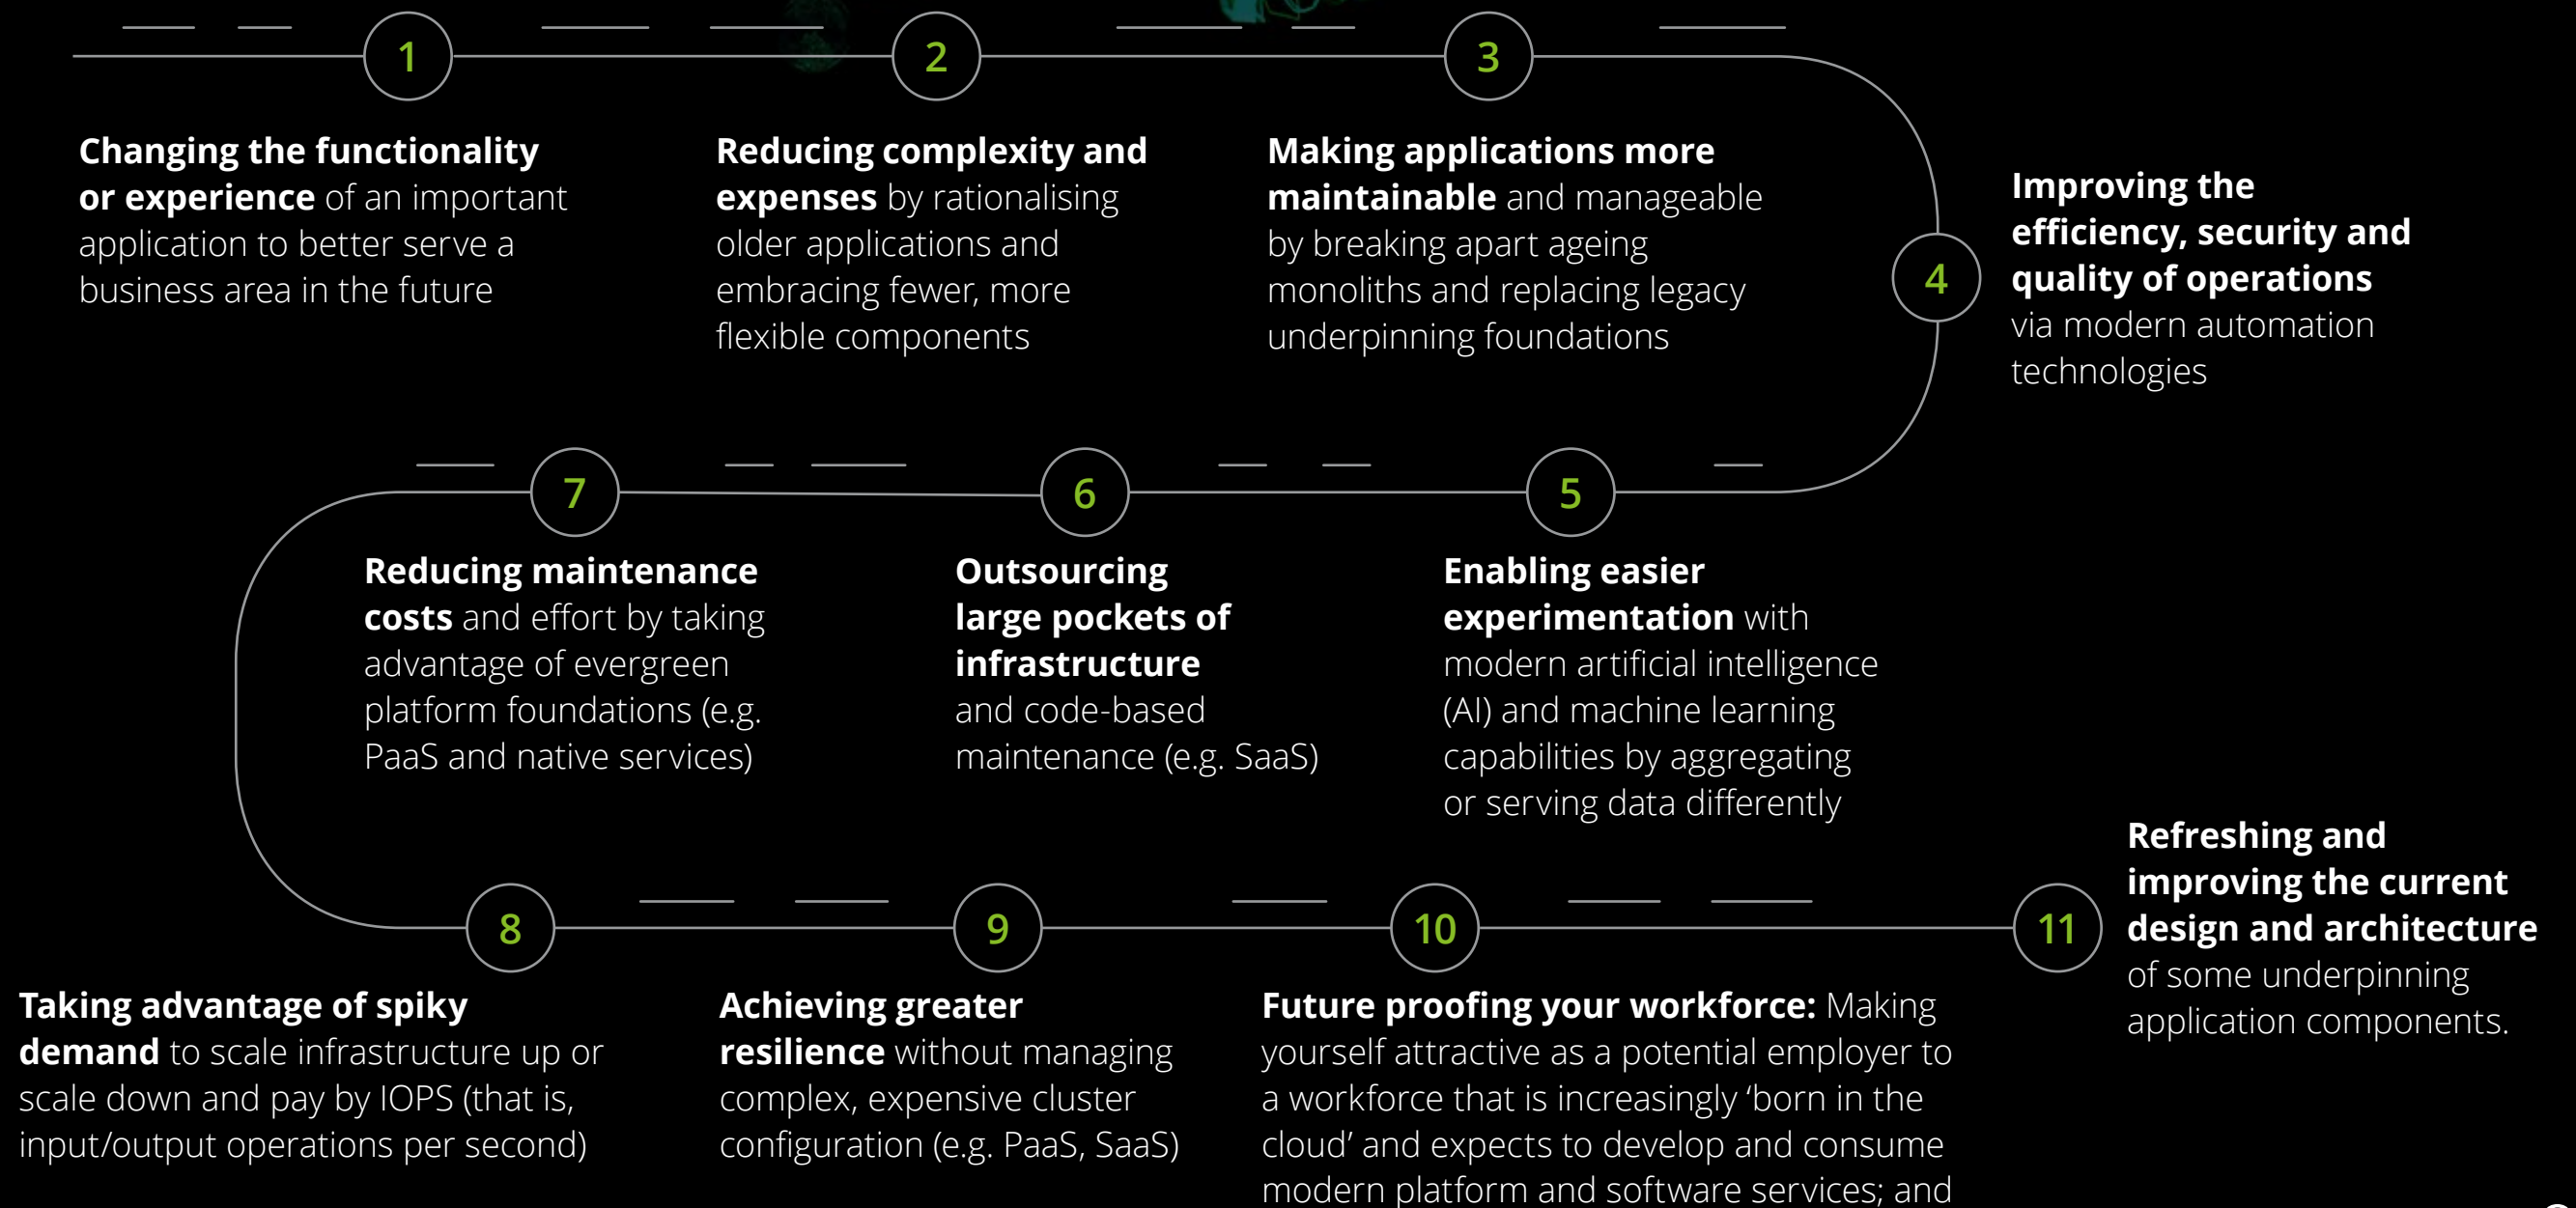 1
Changing the functionality
or experience of an important
application to better serve a
business area in the future
2
Reducing complexity and
expenses by rationalising
older applications and
embracing fewer, more
flexible components
3
Making applications more
maintainable and manageable
by breaking apart ageing
monoliths and replacing legacy
underpinning foundations
4
Improving the
efficiency, security and
quality of operations
via modern automation
technologies
5
Enabling easier
experimentation with
modern artificial intelligence
(AI) and machine learning
capabilities by aggregating
or serving data differently
6
Outsourcing
large pockets of
infrastructure
and code-based
maintenance (e.g. SaaS)
7
Reducing maintenance
costs and effort by taking
advantage of evergreen
platform foundations (e.g.
PaaS and native services)
8
Taking advantage of spiky
demand to scale infrastructure up or
scale down and pay by IOPS (that is,
input/output operations per second)
9
Achieving greater
resilience without managing
complex, expensive cluster
configuration (e.g. PaaS, SaaS)
10
Future proofing your workforce: Making
yourself attractive as a potential employer to
a workforce that is increasingly ‘born in the
cloud’ and expects to develop and consume
modern platform and software services; and
11
Refreshing and
improving the current
design and architecture
of some underpinning
application components.